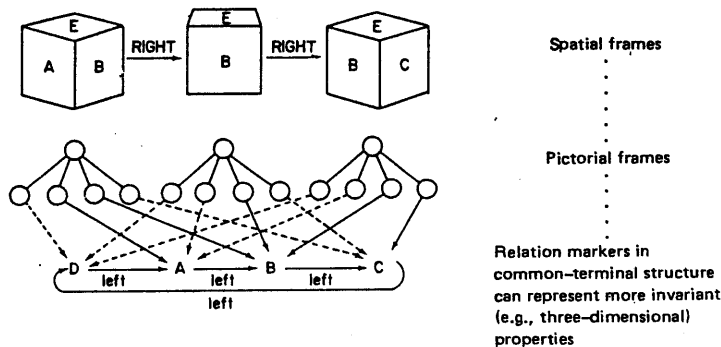 E
A B
RIGHT
E
B
RIGHT
E
B C
Spatial frames
Pictorial frames
D A B C
left left left
left
Relation markers in
common–terminal structure
can represent more invariant
(e.g., three–dimensional)
properties